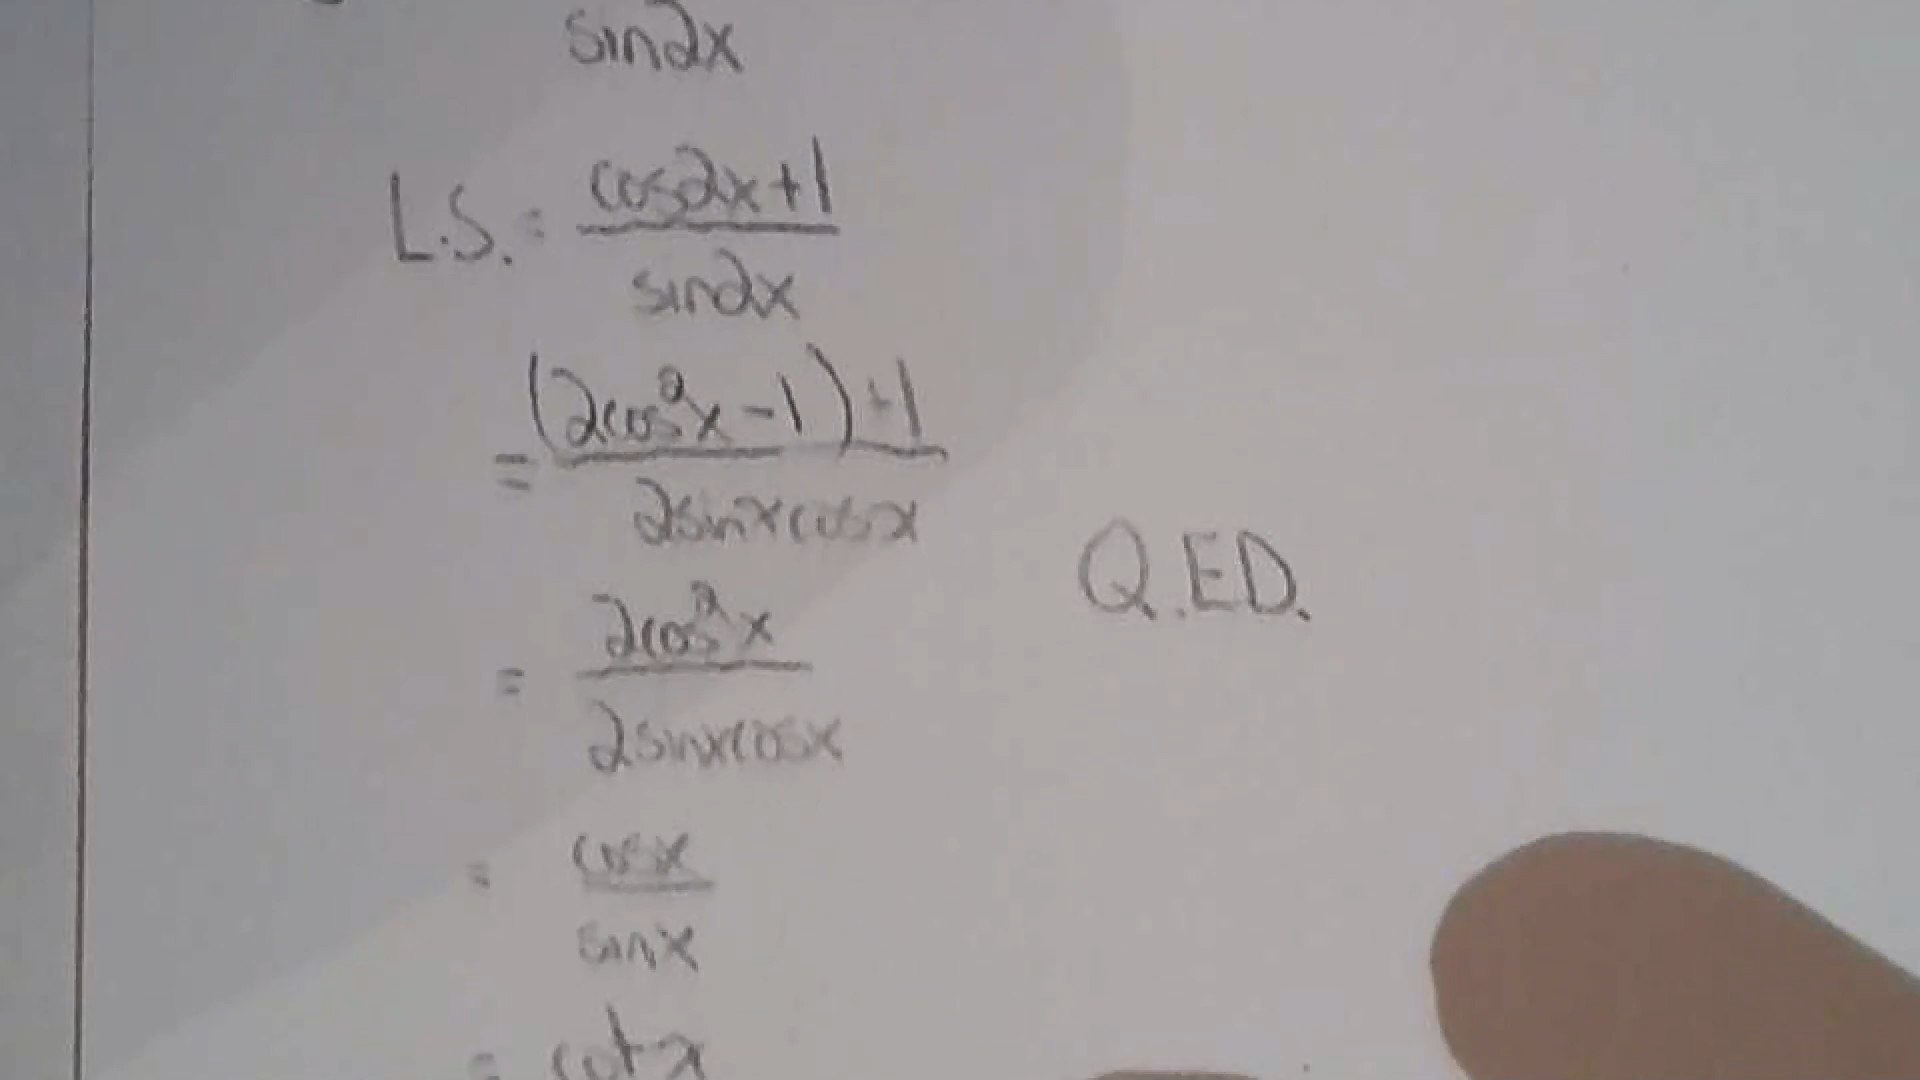 sin2x
L.S. = cos2x+1
sin2x
= (2cos²x-1)+1
2sinxcosx
Q.E.D.
= 2cos²x
2sinxcosx
= cosx
sinx
= cotx